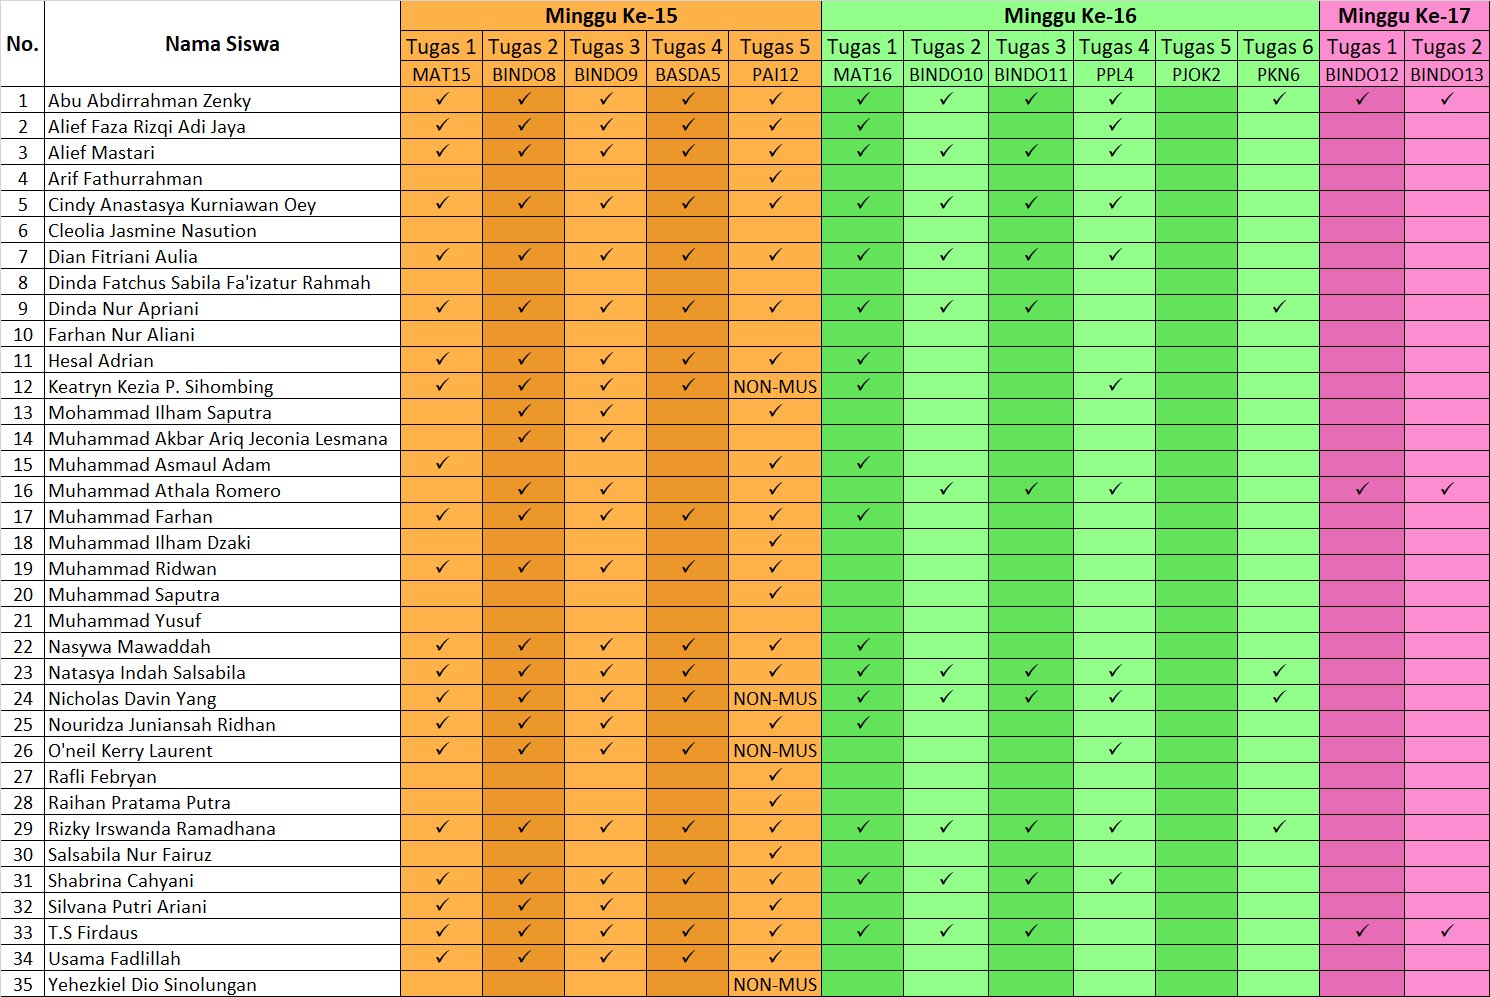 No. Nama Siswa Minggu Ke-15 Minggu Ke-16 Minggu Ke-17
Tugas 1 Tugas 2 Tugas 3 Tugas 4 Tugas 5 Tugas 1 Tugas 2 Tugas 3 Tugas 4 Tugas 5 Tugas 6 Tugas 1 Tugas 2
MAT15 BINDO8 BINDO9 BASDA5 PAI12 MAT16 BINDO10 BINDO11 PPL4 PJOK2 PKN6 BINDO12 BINDO13
1 Abu Abdirrahman Zenky ✓ ✓ ✓ ✓ ✓ ✓ ✓ ✓ ✓ ✓ ✓ ✓
2 Alief Faza Rizqi Adi Jaya ✓ ✓ ✓ ✓ ✓ ✓ ✓
3 Alief Mastari ✓ ✓ ✓ ✓ ✓ ✓ ✓ ✓ ✓
4 Arif Fathurrahman ✓
5 Cindy Anastasya Kurniawan Oey ✓ ✓ ✓ ✓ ✓ ✓ ✓ ✓ ✓
6 Cleolia Jasmine Nasution
7 Dian Fitriani Aulia ✓ ✓ ✓ ✓ ✓ ✓ ✓ ✓ ✓
8 Dinda Fatchus Sabila Fa'izatur Rahmah
9 Dinda Nur Apriani ✓ ✓ ✓ ✓ ✓ ✓ ✓ ✓ ✓
10 Farhan Nur Aliani
11 Hesal Adrian ✓ ✓ ✓ ✓ ✓ ✓
12 Keatryn Kezia P. Sihombing ✓ ✓ ✓ ✓ NON-MUS ✓ ✓
13 Mohammad Ilham Saputra ✓ ✓ ✓
14 Muhammad Akbar Ariq Jeconia Lesmana ✓ ✓
15 Muhammad Asmaul Adam ✓ ✓ ✓
16 Muhammad Athala Romero ✓ ✓ ✓ ✓ ✓ ✓ ✓ ✓
17 Muhammad Farhan ✓ ✓ ✓ ✓ ✓ ✓
18 Muhammad Ilham Dzaki ✓
19 Muhammad Ridwan ✓ ✓ ✓ ✓ ✓
20 Muhammad Saputra ✓
21 Muhammad Yusuf
22 Nasywa Mawaddah ✓ ✓ ✓ ✓ ✓ ✓
23 Natasya Indah Salsabila ✓ ✓ ✓ ✓ ✓ ✓ ✓ ✓ ✓ ✓
24 Nicholas Davin Yang ✓ ✓ ✓ ✓ NON-MUS ✓ ✓ ✓ ✓ ✓
25 Nouridza Juniansah Ridhan ✓ ✓ ✓ ✓ ✓
26 O'neil Kerry Laurent ✓ ✓ ✓ ✓ NON-MUS ✓
27 Rafli Febryan ✓
28 Raihan Pratama Putra ✓
29 Rizky Irswanda Ramadhana ✓ ✓ ✓ ✓ ✓ ✓ ✓ ✓ ✓ ✓
30 Salsabila Nur Fairuz ✓
31 Shabrina Cahyani ✓ ✓ ✓ ✓ ✓ ✓ ✓ ✓ ✓
32 Silvana Putri Ariani ✓ ✓ ✓ ✓
33 T.S Firdaus ✓ ✓ ✓ ✓ ✓ ✓ ✓ ✓ ✓ ✓
34 Usama Fadlillah ✓ ✓ ✓ ✓ ✓
35 Yehezkiel Dio Sinolungan NON-MUS